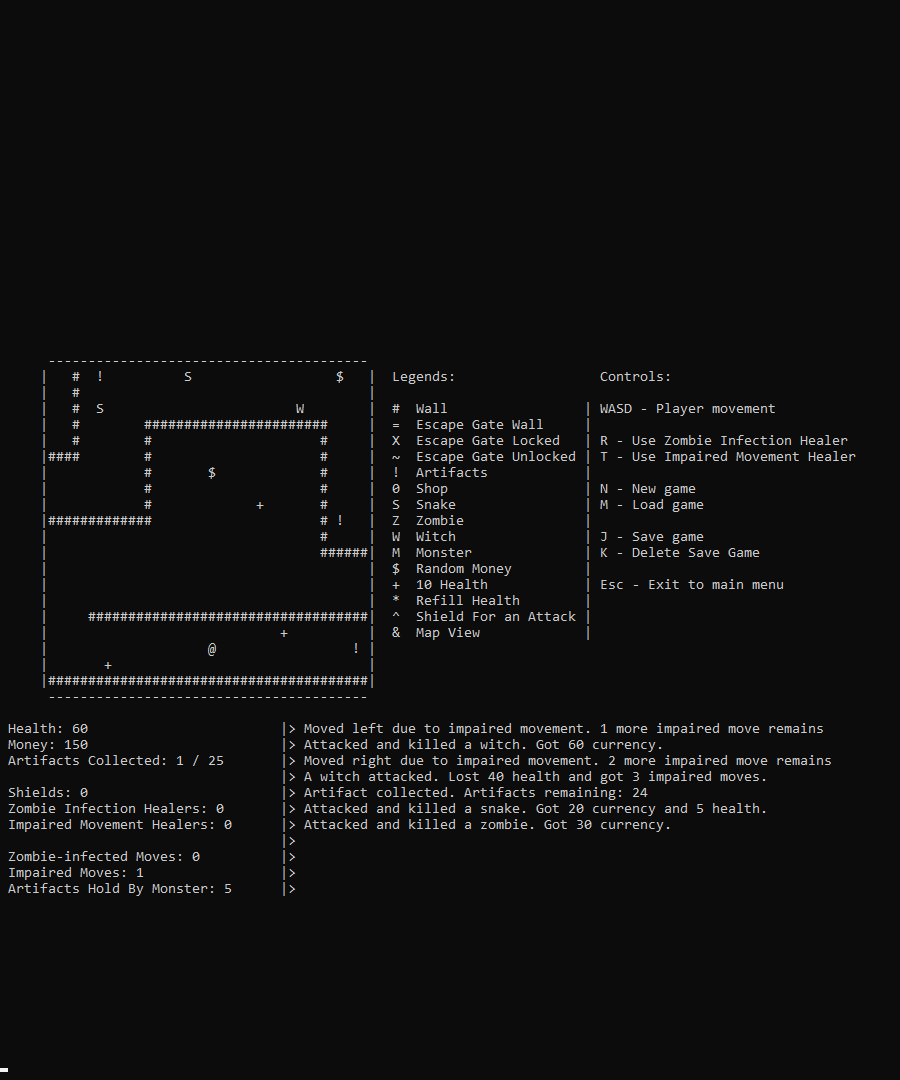 ----------------------------------------
    |   #  !          S                  $   |  Legends:                  Controls:
    |   #                                    |
    |   #  S                        W        |  #  Wall                 | WASD - Player movement
    |   #        #######################     |  =  Escape Gate Wall     |
    |   #        #                     #     |  X  Escape Gate Locked   | R - Use Zombie Infection Healer
    |####        #                     #     |  ~  Escape Gate Unlocked | T - Use Impaired Movement Healer
    |            #       $             #     |  !  Artifacts            |
    |            #                     #     |  0  Shop                 | N - New game
    |            #             +       #     |  S  Snake                | M - Load game
    |#############                     # !   |  Z  Zombie               |
    |                                  #     |  W  Witch                | J - Save game
    |                                  ######|  M  Monster              | K - Delete Save Game
    |                                        |  $  Random Money         |
    |                                        |  +  10 Health            | Esc - Exit to main menu
    |                                        |  *  Refill Health        |
    |     ###################################|  ^  Shield For an Attack |
    |                             +          |  &  Map View             |
    |                    @                 ! |
    |       +                                |
    |########################################|
     ----------------------------------------
Health: 60                        |> Moved left due to impaired movement. 1 more impaired move remains
Money: 150                        |> Attacked and killed a witch. Got 60 currency.
Artifacts Collected: 1 / 25       |> Moved right due to impaired movement. 2 more impaired move remains
                                  |> A witch attacked. Lost 40 health and got 3 impaired moves.
Shields: 0                        |> Artifact collected. Artifacts remaining: 24
Zombie Infection Healers: 0       |> Attacked and killed a snake. Got 20 currency and 5 health.
Impaired Movement Healers: 0      |> Attacked and killed a zombie. Got 30 currency.
                                  |>
Zombie-infected Moves: 0          |>
Impaired Moves: 1                 |>
Artifacts Hold By Monster: 5      |>